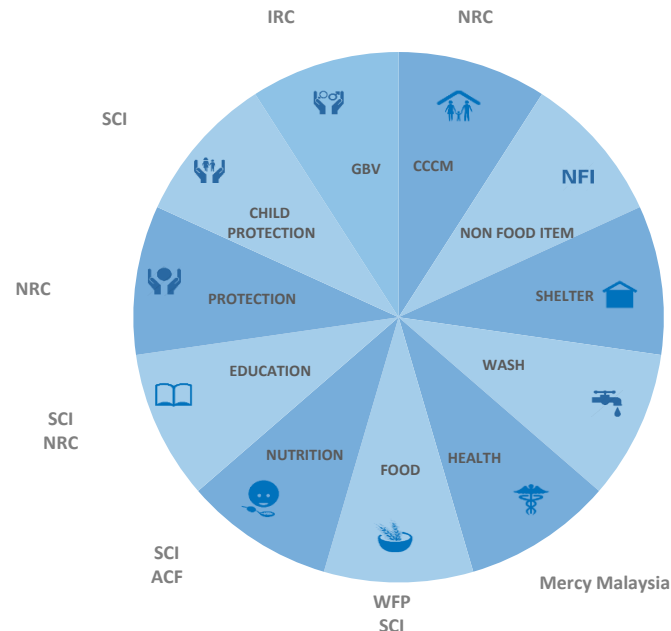 IRC
NRC
SCI
GBV
CCCM
NFI
CHILD
PROTECTION
NON FOOD ITEM
NRC
PROTECTION
SHELTER
EDUCATION
WASH
SCI
NRC
NUTRITION
FOOD
HEALTH
SCI
ACF
Mercy Malaysia
WFP
SCI